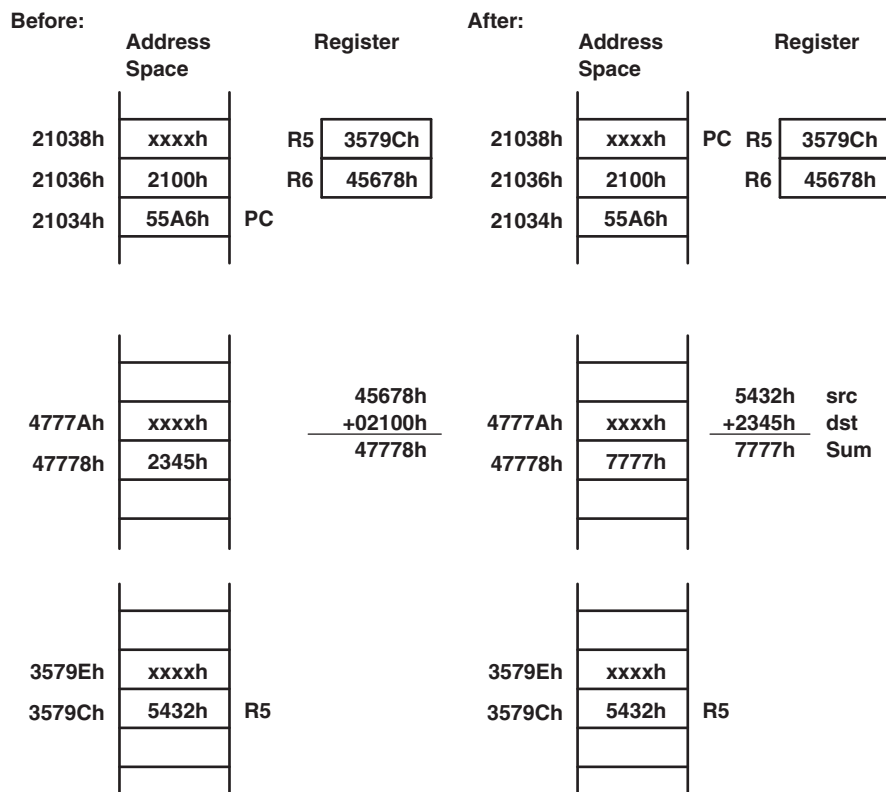 Before:
Address Space
Register
21038h xxxxh R5 3579Ch
21036h 2100h R6 45678h
21034h 55A6h PC
45678h
4777Ah xxxxh +02100h
47778h 2345h 47778h
3579Eh xxxxh
3579Ch 5432h R5
After:
Address Space
Register
21038h xxxxh PC R5 3579Ch
21036h 2100h R6 45678h
21034h 55A6h
5432h src
4777Ah xxxxh +2345h dst
47778h 7777h 7777h Sum
3579Eh xxxxh
3579Ch 5432h R5